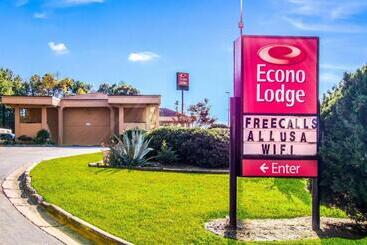 Econo
Lodge
FREECALLS
ALLUSA
WIFI
← Enter